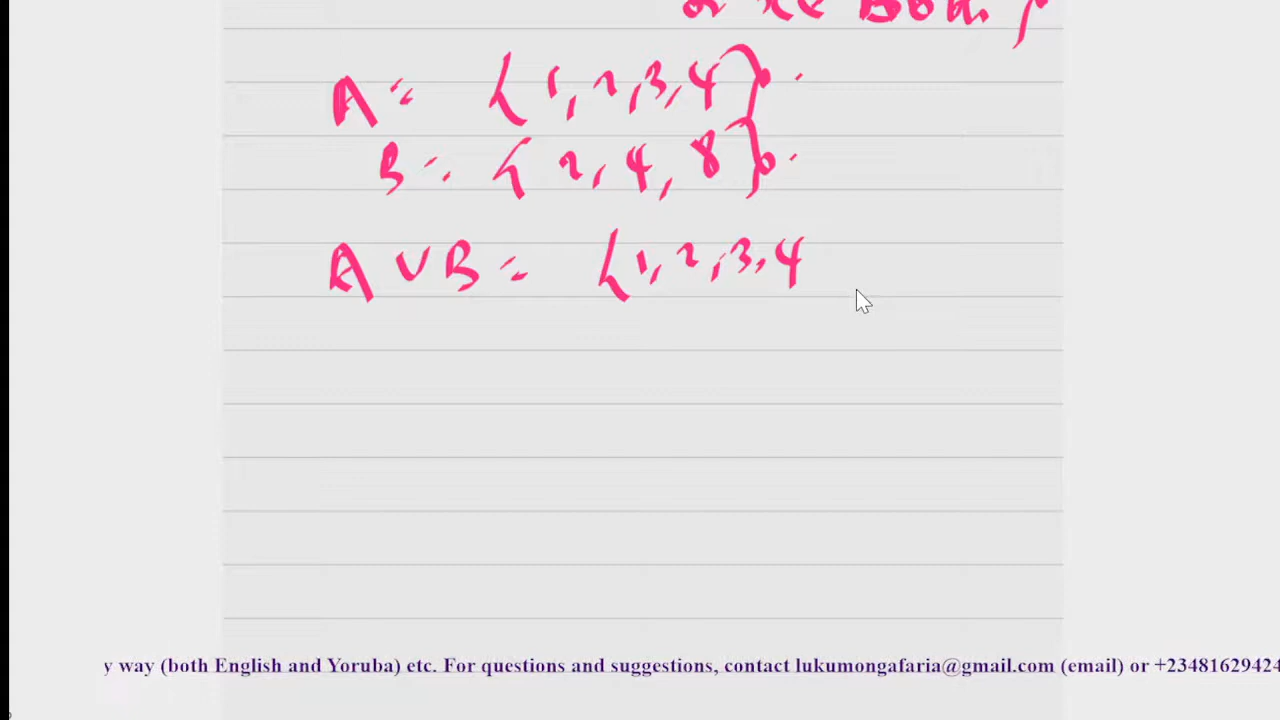 A = {1, 2, 3, 4}.
B = {2, 4, 8}.
A ∪ B = {1, 2, 3, 4
y way (both English and Yoruba) etc. For questions and suggestions, contact lukumongafaria@gmail.com (email) or +23481629424